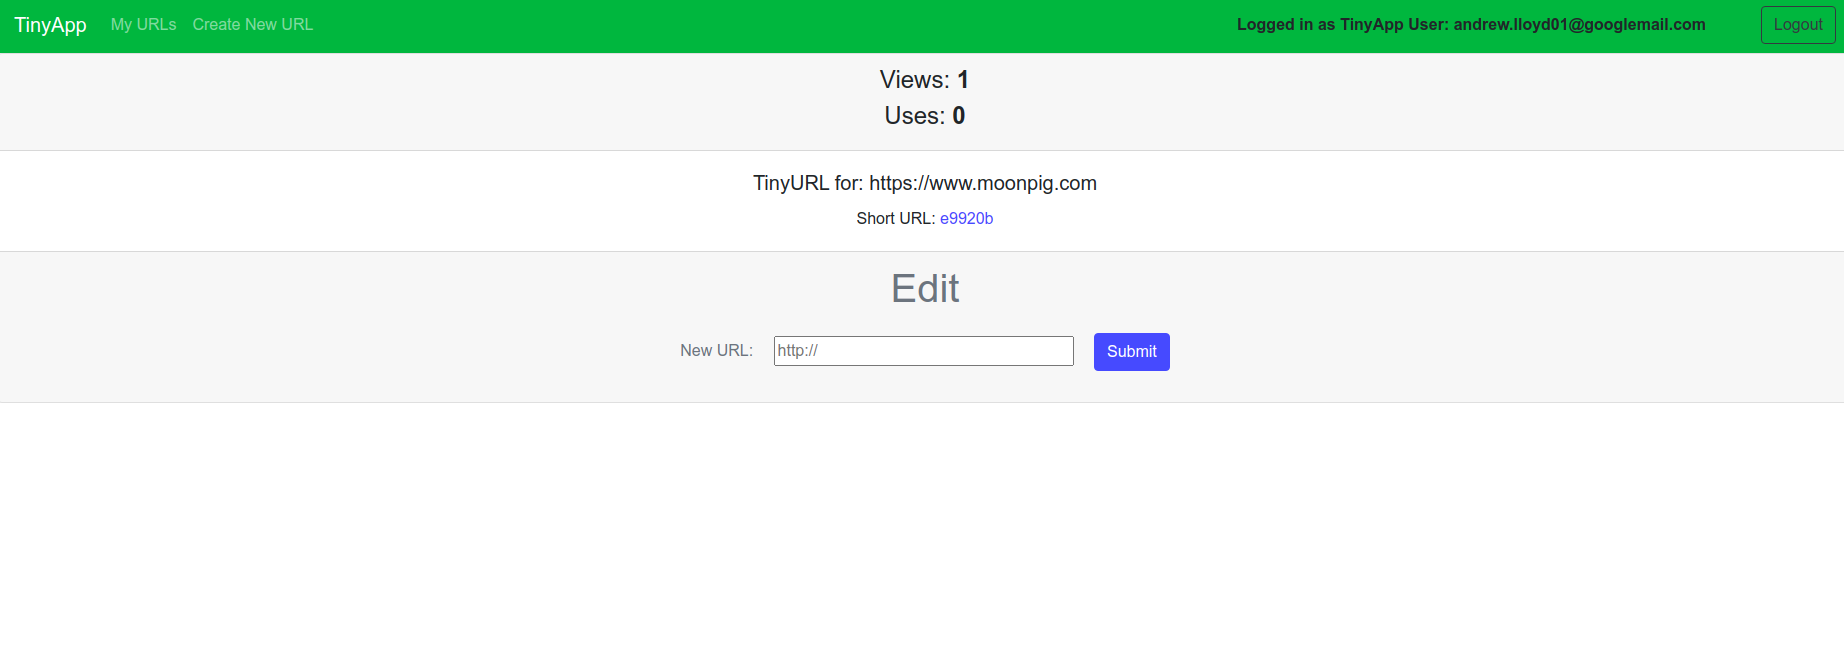 TinyApp My URLs Create New URL Logged in as TinyApp User: andrew.lloyd01@googlemail.com Logout
Views: 1
Uses: 0
TinyURL for: https://www.moonpig.com
Short URL: e9920b
Edit
New URL: http:// Submit